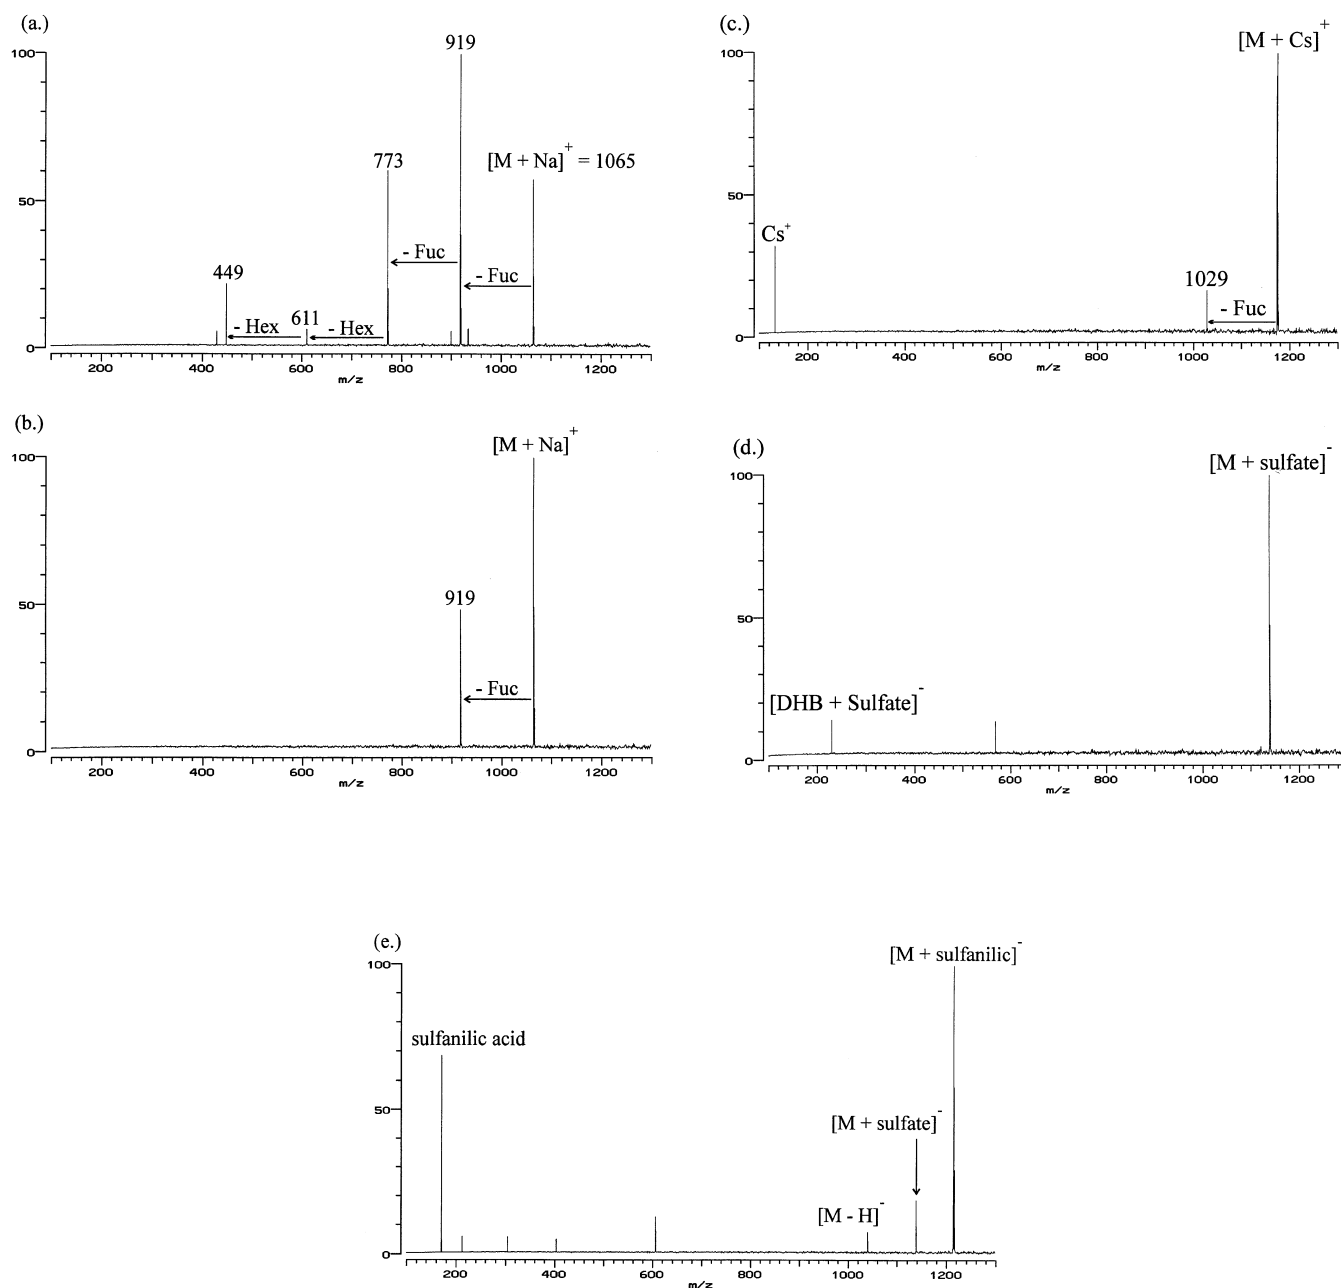 (a.)
100
919
773
[M + Na]+ = 1065
50
- Fuc
- Fuc
449
- Hex
611
- Hex
0
200
400
600
800
1000
1200
m/z
(b.)
[M + Na]+
100
919
50
- Fuc
0
200
400
600
800
1000
1200
m/z
(c.)
[M + Cs]+
100
50
Cs+
1029
- Fuc
0
200
400
600
800
1000
1200
m/z
(d.)
[M + sulfate]-
100
50
[DHB + Sulfate]-
0
200
400
600
800
1000
1200
m/z
(e.)
[M + sulfanilic]-
100
sulfanilic acid
50
[M + sulfate]-
[M - H]-
0
200
400
600
800
1000
1200
m/z